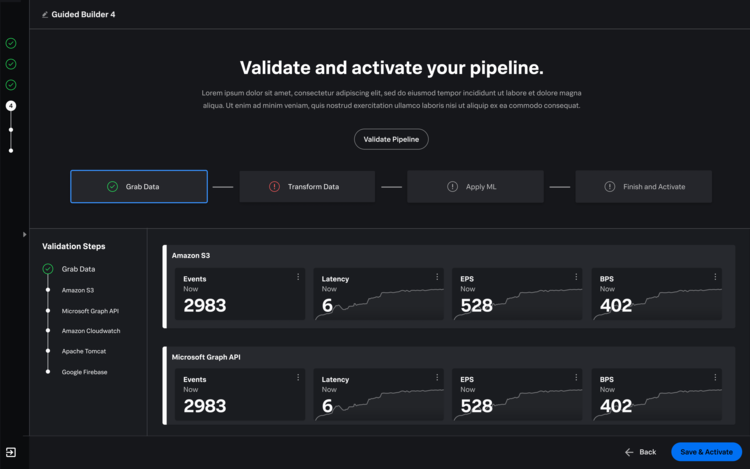 Guided Builder 4
4
Validate and activate your pipeline.
Lorem ipsum dolor sit amet, consectetur adipiscing elit, sed do eiusmod tempor incididunt ut labore et dolore magna
aliqua. Ut enim ad minim veniam, quis nostrud exercitation ullamco laboris nisi ut aliquip ex ea commodo consequat.
Validate Pipeline
Grab Data
Transform Data
Apply ML
Finish and Activate
Validation Steps
Grab Data
Amazon S3
Microsoft Graph API
Amazon Cloudwatch
Apache Tomcat
Google Firebase
Amazon S3
Events
Now
2983
Latency
Now
6
EPS
Now
528
BPS
Now
402
Microsoft Graph API
Events
Now
2983
Latency
Now
6
EPS
Now
528
BPS
Now
402
Back
Save & Activate